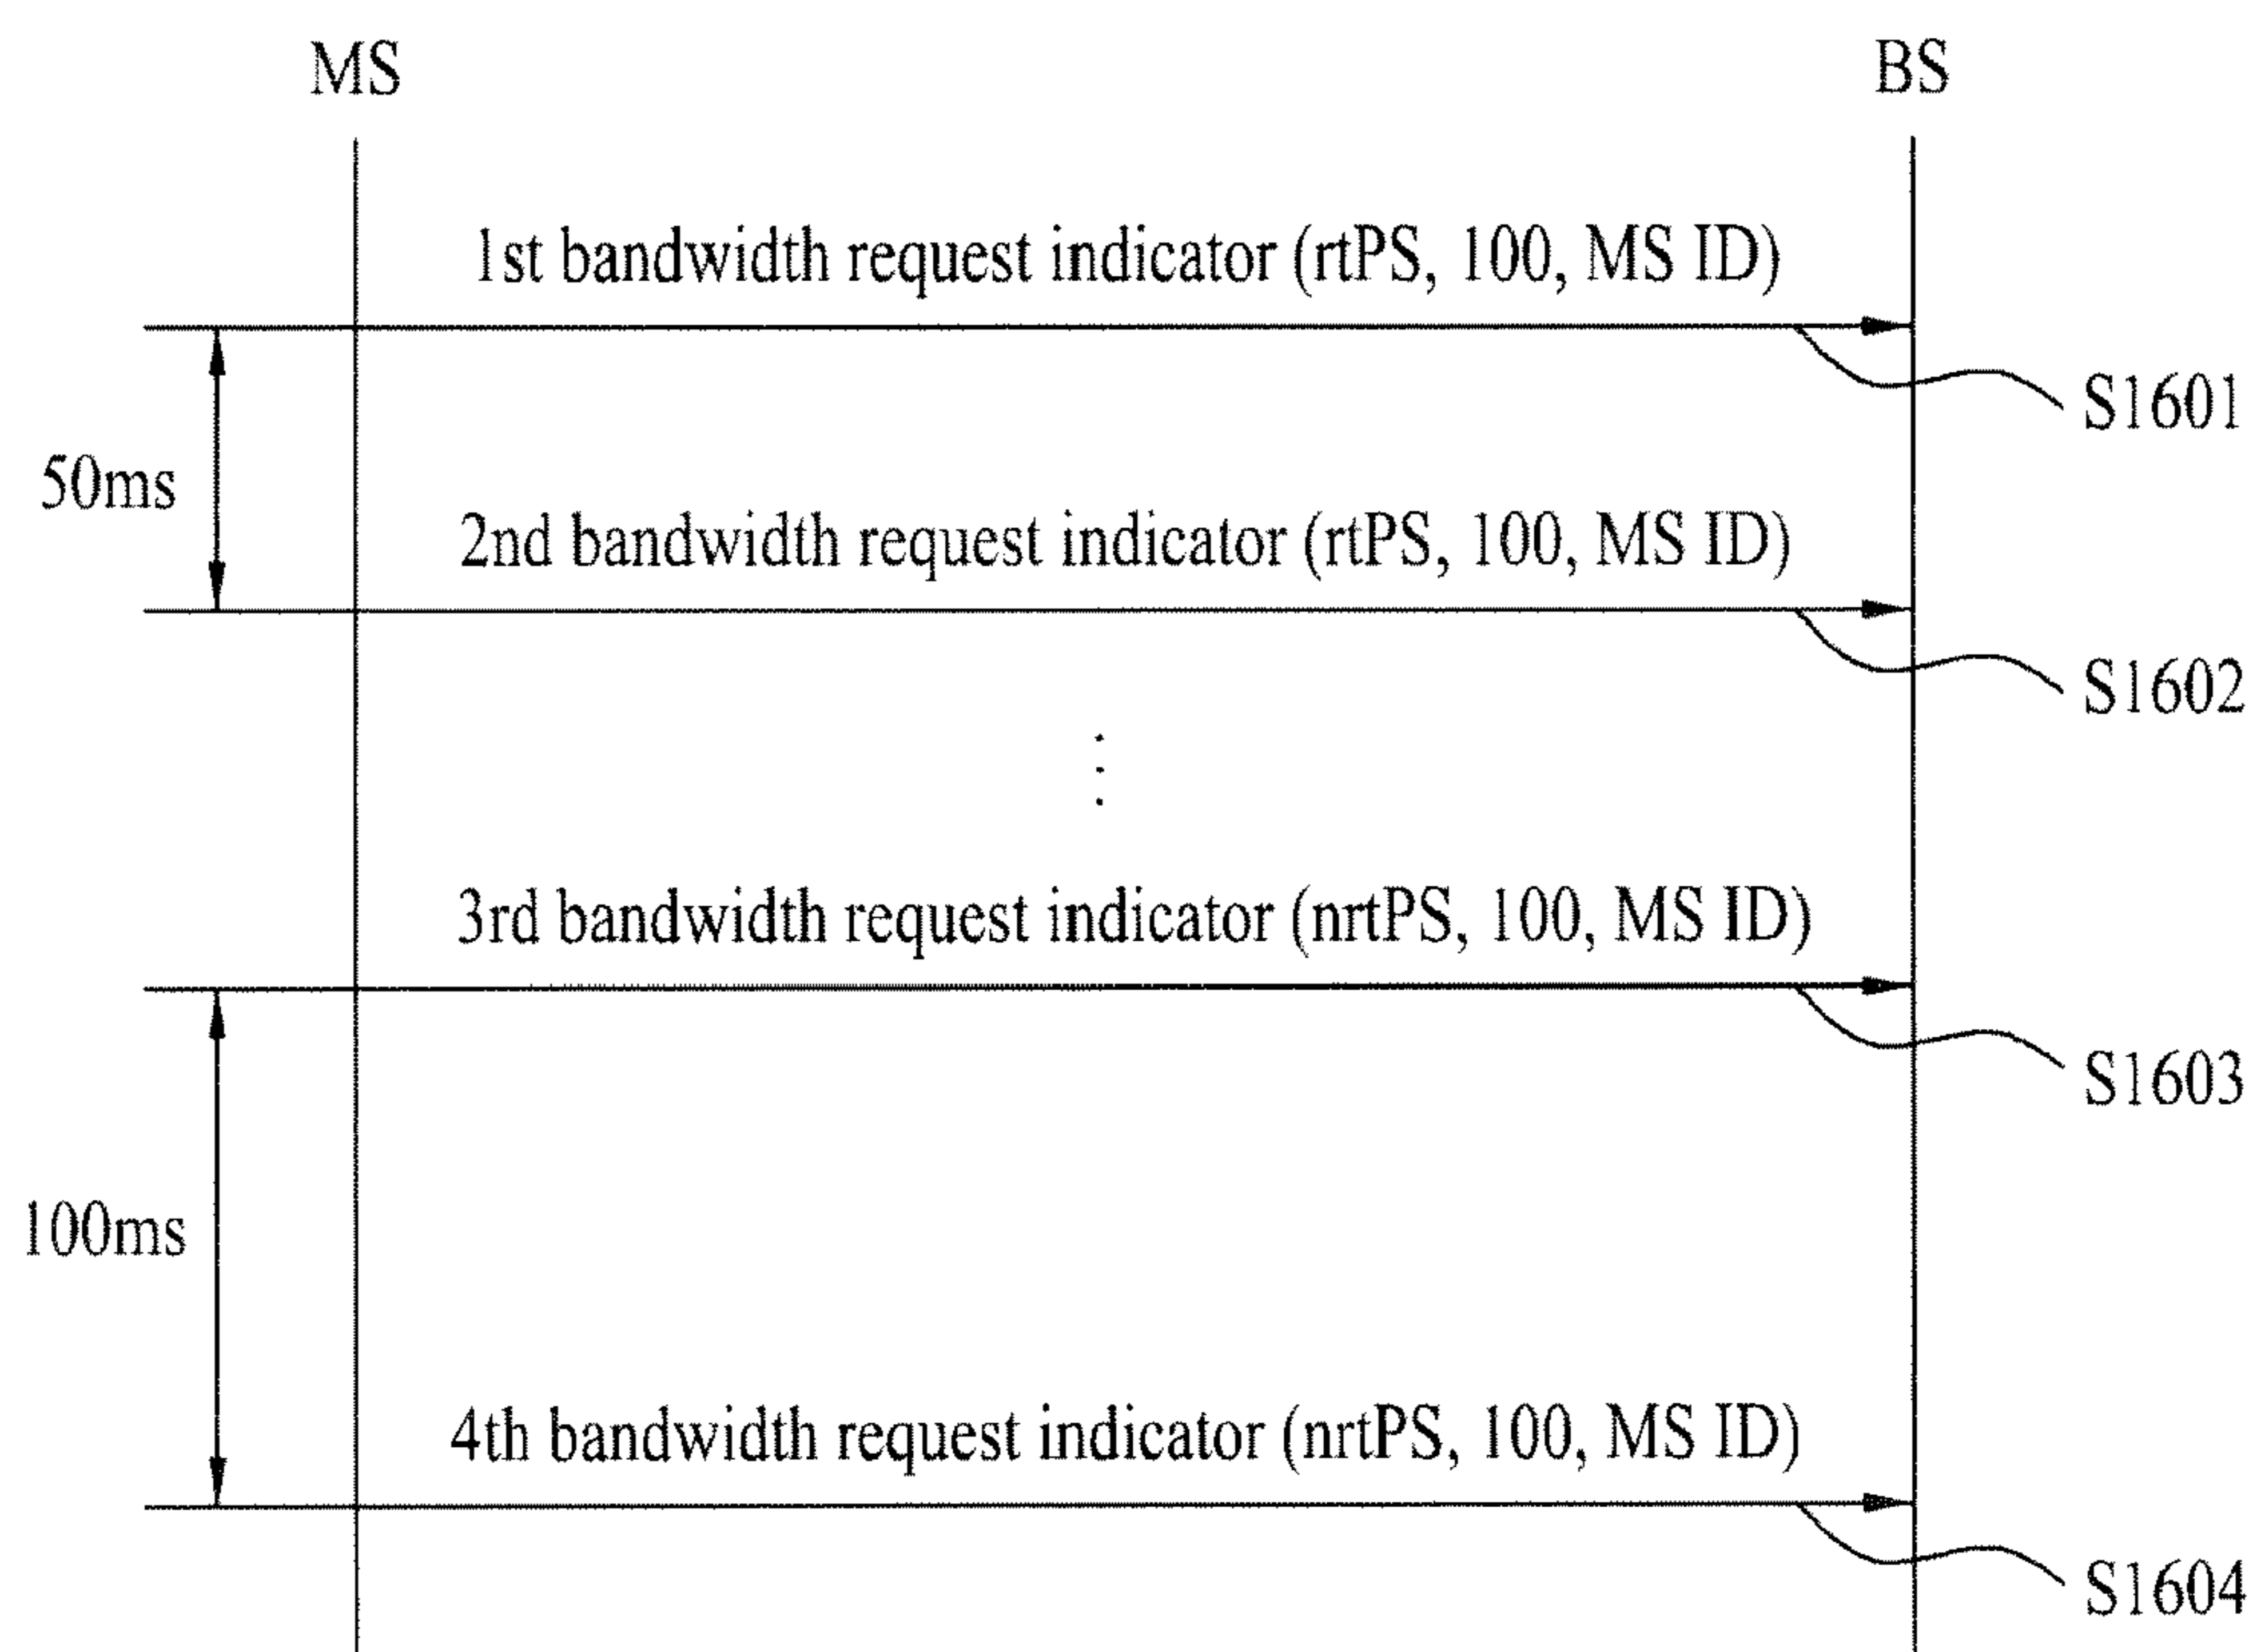 MS
BS
1st bandwidth request indicator (rtPS, 100, MS ID)
S1601
50ms
2nd bandwidth request indicator (rtPS, 100, MS ID)
S1602
3rd bandwidth request indicator (nrtPS, 100, MS ID)
S1603
100ms
4th bandwidth request indicator (nrtPS, 100, MS ID)
S1604